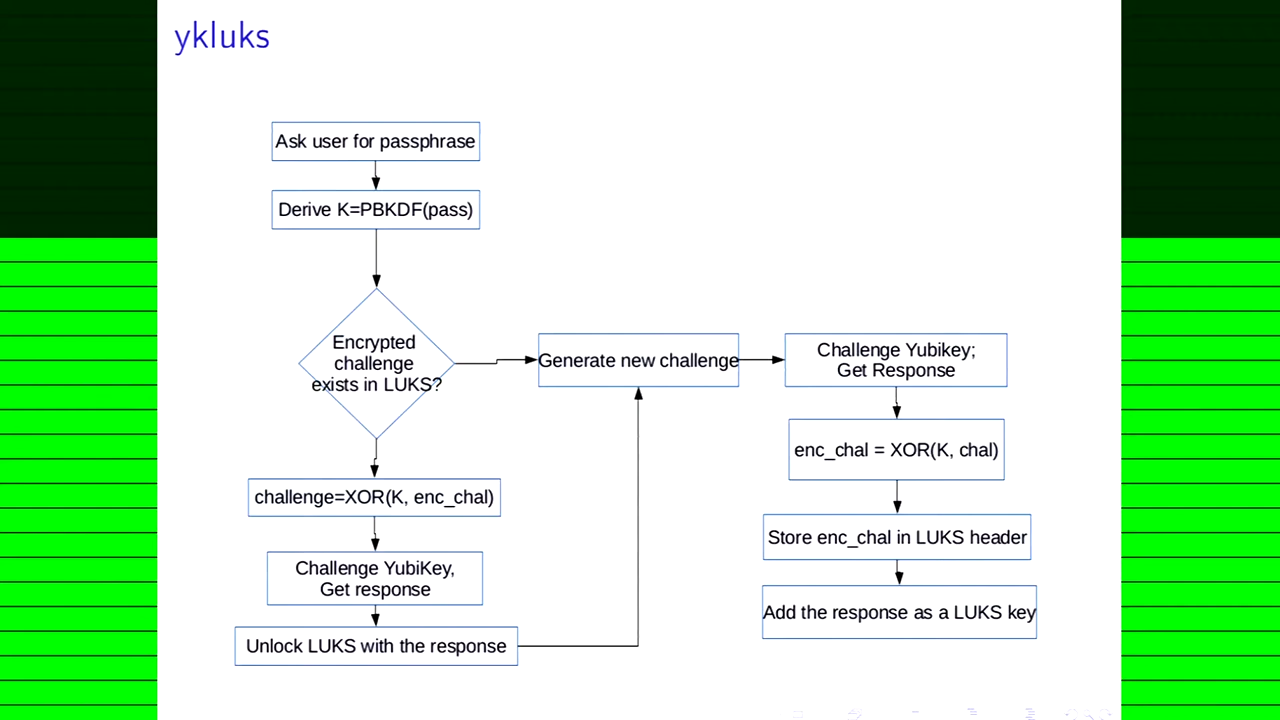 ykluks
Ask user for passphrase
Derive K=PBKDF(pass)
Encrypted
challenge
exists in LUKS?
Generate new challenge
Challenge Yubikey;
Get Response
enc_chal = XOR(K, chal)
challenge=XOR(K, enc_chal)
Store enc_chal in LUKS header
Challenge YubiKey,
Get response
Add the response as a LUKS key
Unlock LUKS with the response